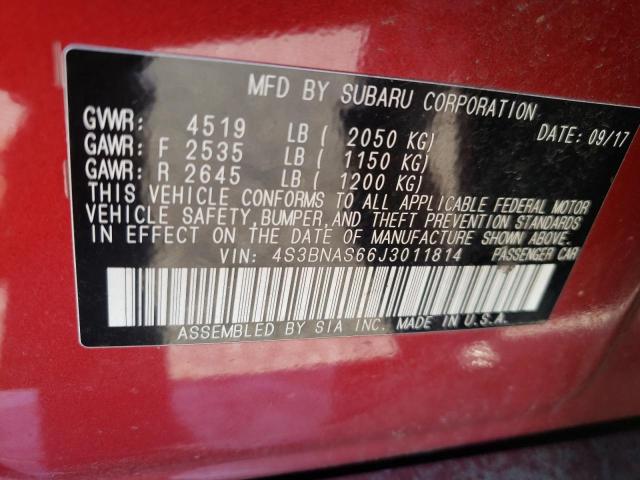 MFD BY SUBARU CORPORATION
GVWR: 4519 LB ( 2050 KG) DATE: 09/17
GAWR: F 2535 LB ( 1150 KG)
GAWR: R 2645 LB ( 1200 KG)
THIS VEHICLE CONFORMS TO ALL APPLICABLE FEDERAL MOTOR
VEHICLE SAFETY, BUMPER, AND THEFT PREVENTION STANDARDS
IN EFFECT ON THE DATE OF MANUFACTURE SHOWN ABOVE.
VIN: 4S3BNAS66J3011814 PASSENGER CAR
ASSEMBLED BY SIA INC. MADE IN U.S.A.